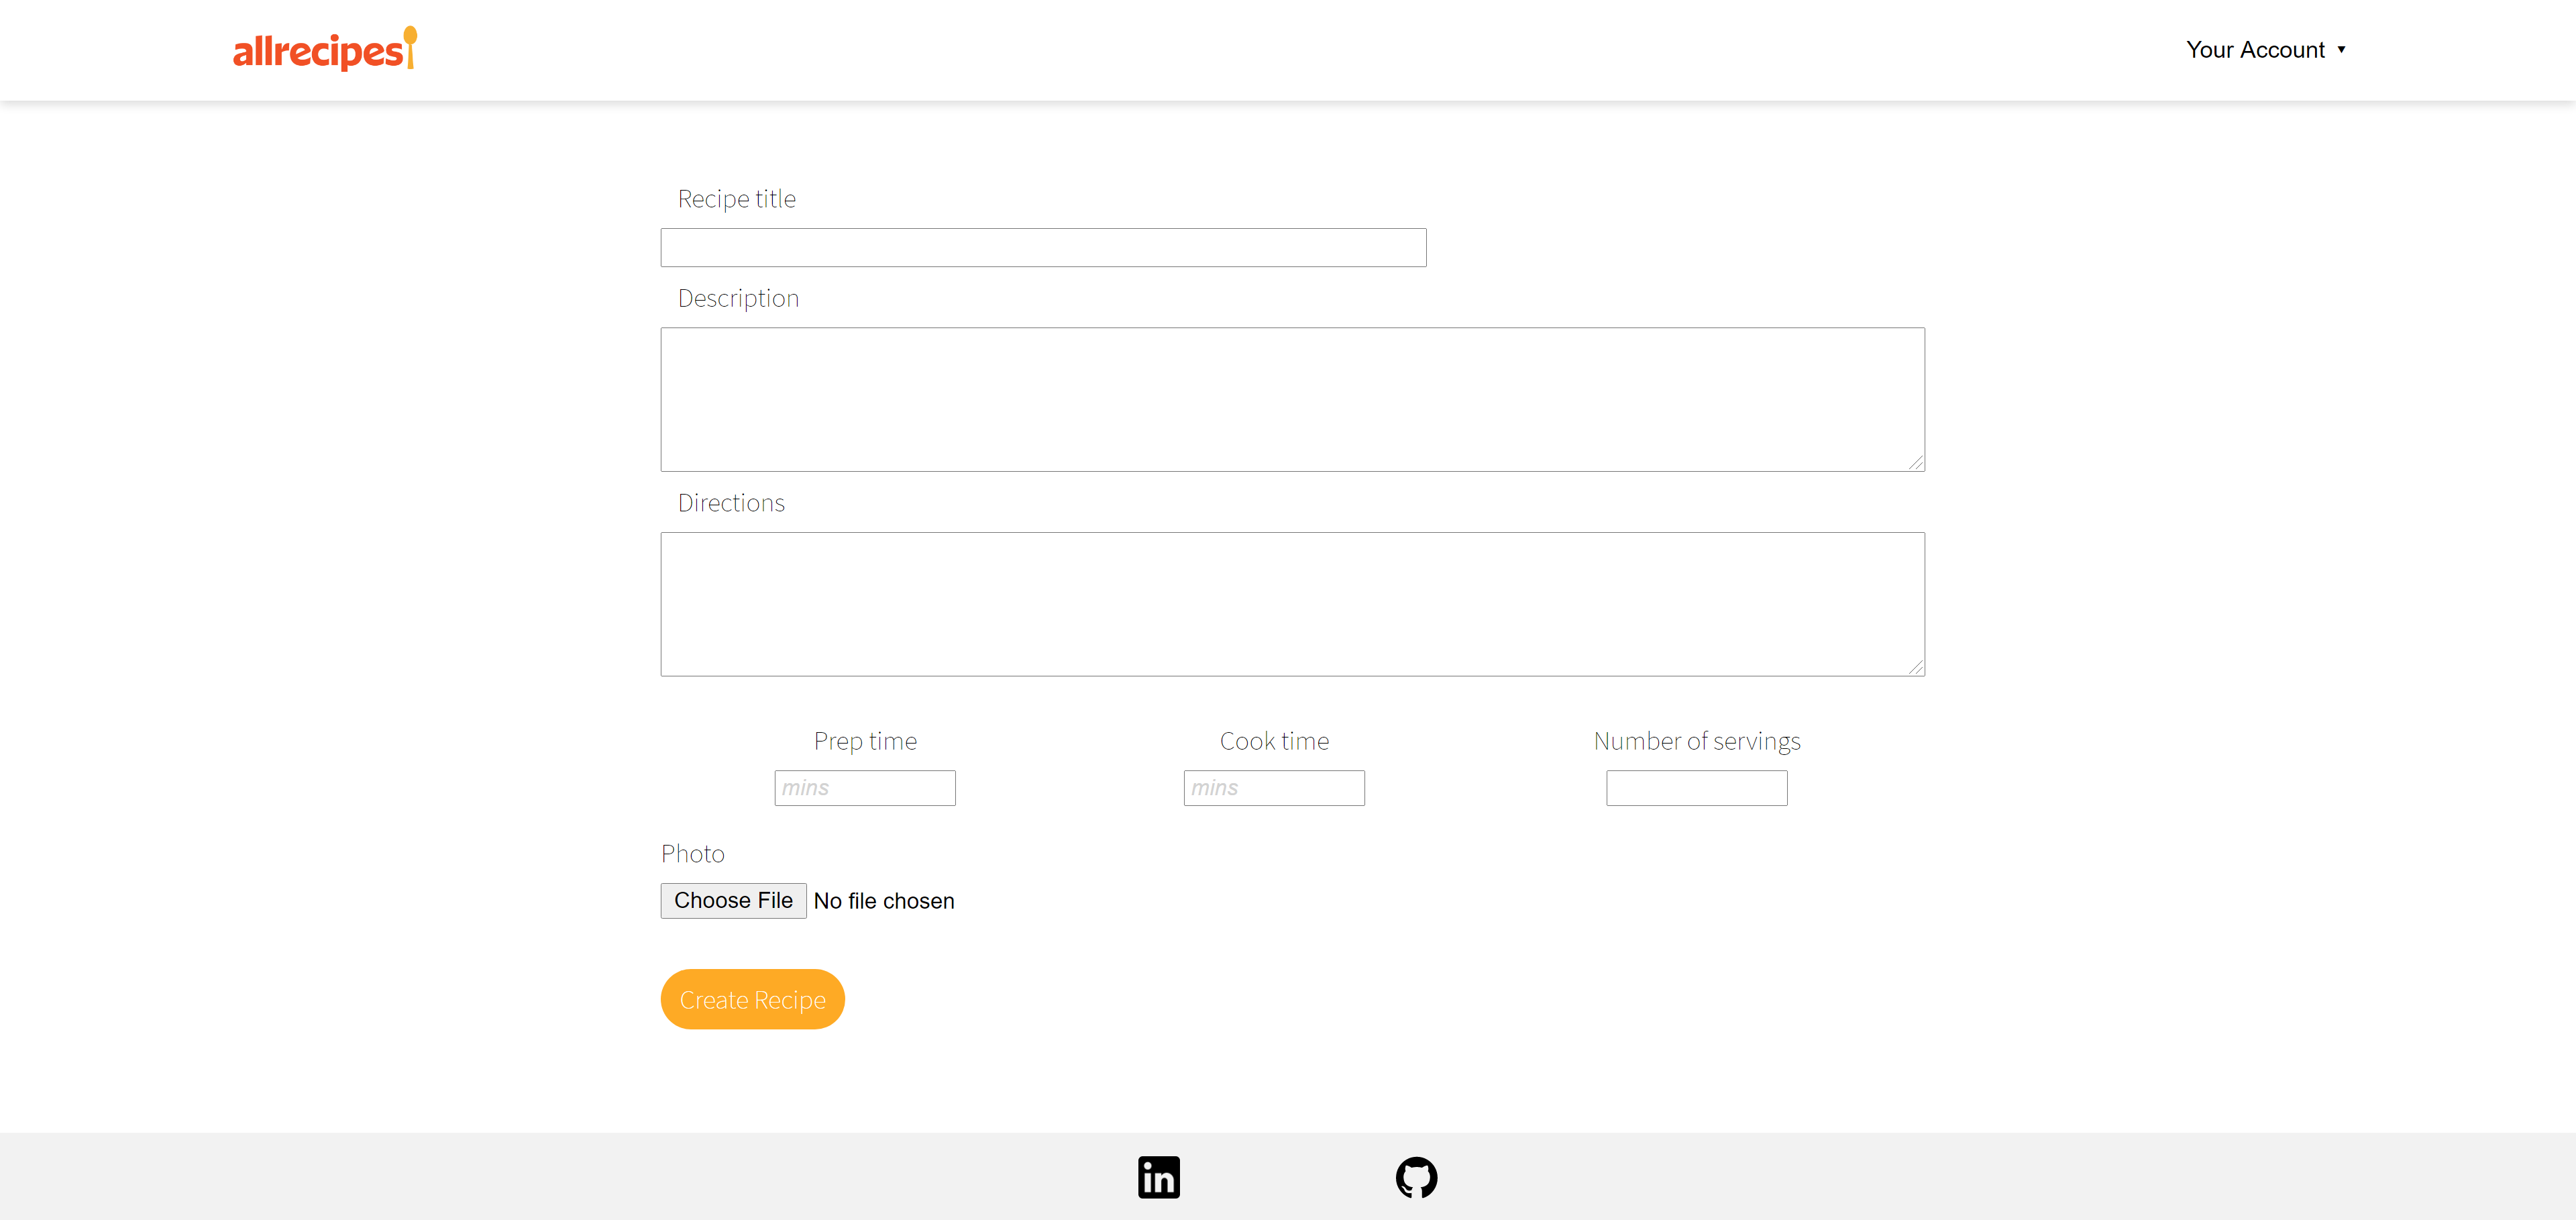 allrecipes
Your Account ▼
Recipe title
Description
Directions
Prep time
Cook time
Number of servings
mins
mins
Photo
Choose File No file chosen
Create Recipe
in